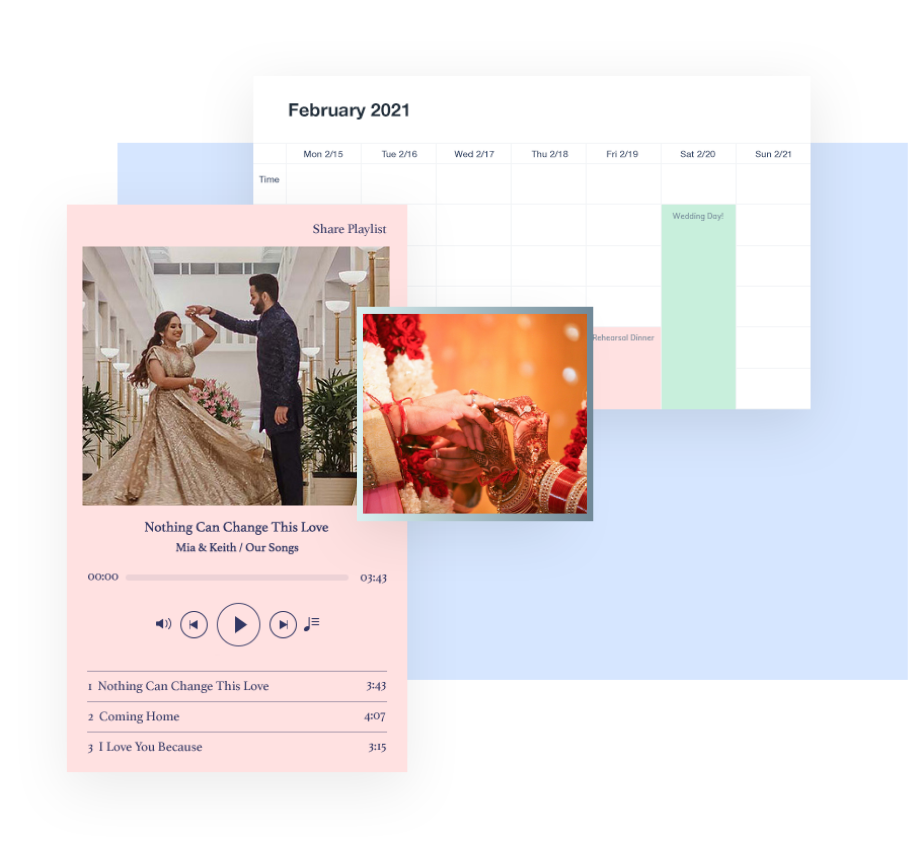 February 2021
Mon 2/15 Tue 2/16 Wed 2/17 Thu 2/18 Fri 2/19 Sat 2/20 Sun 2/21
Time
Wedding Day!
Rehearsal Dinner
Share Playlist
Nothing Can Change This Love
Mia & Keith / Our Songs
00:00 03:43
1 Nothing Can Change This Love 3:43
2 Coming Home 4:07
3 I Love You Because 3:15